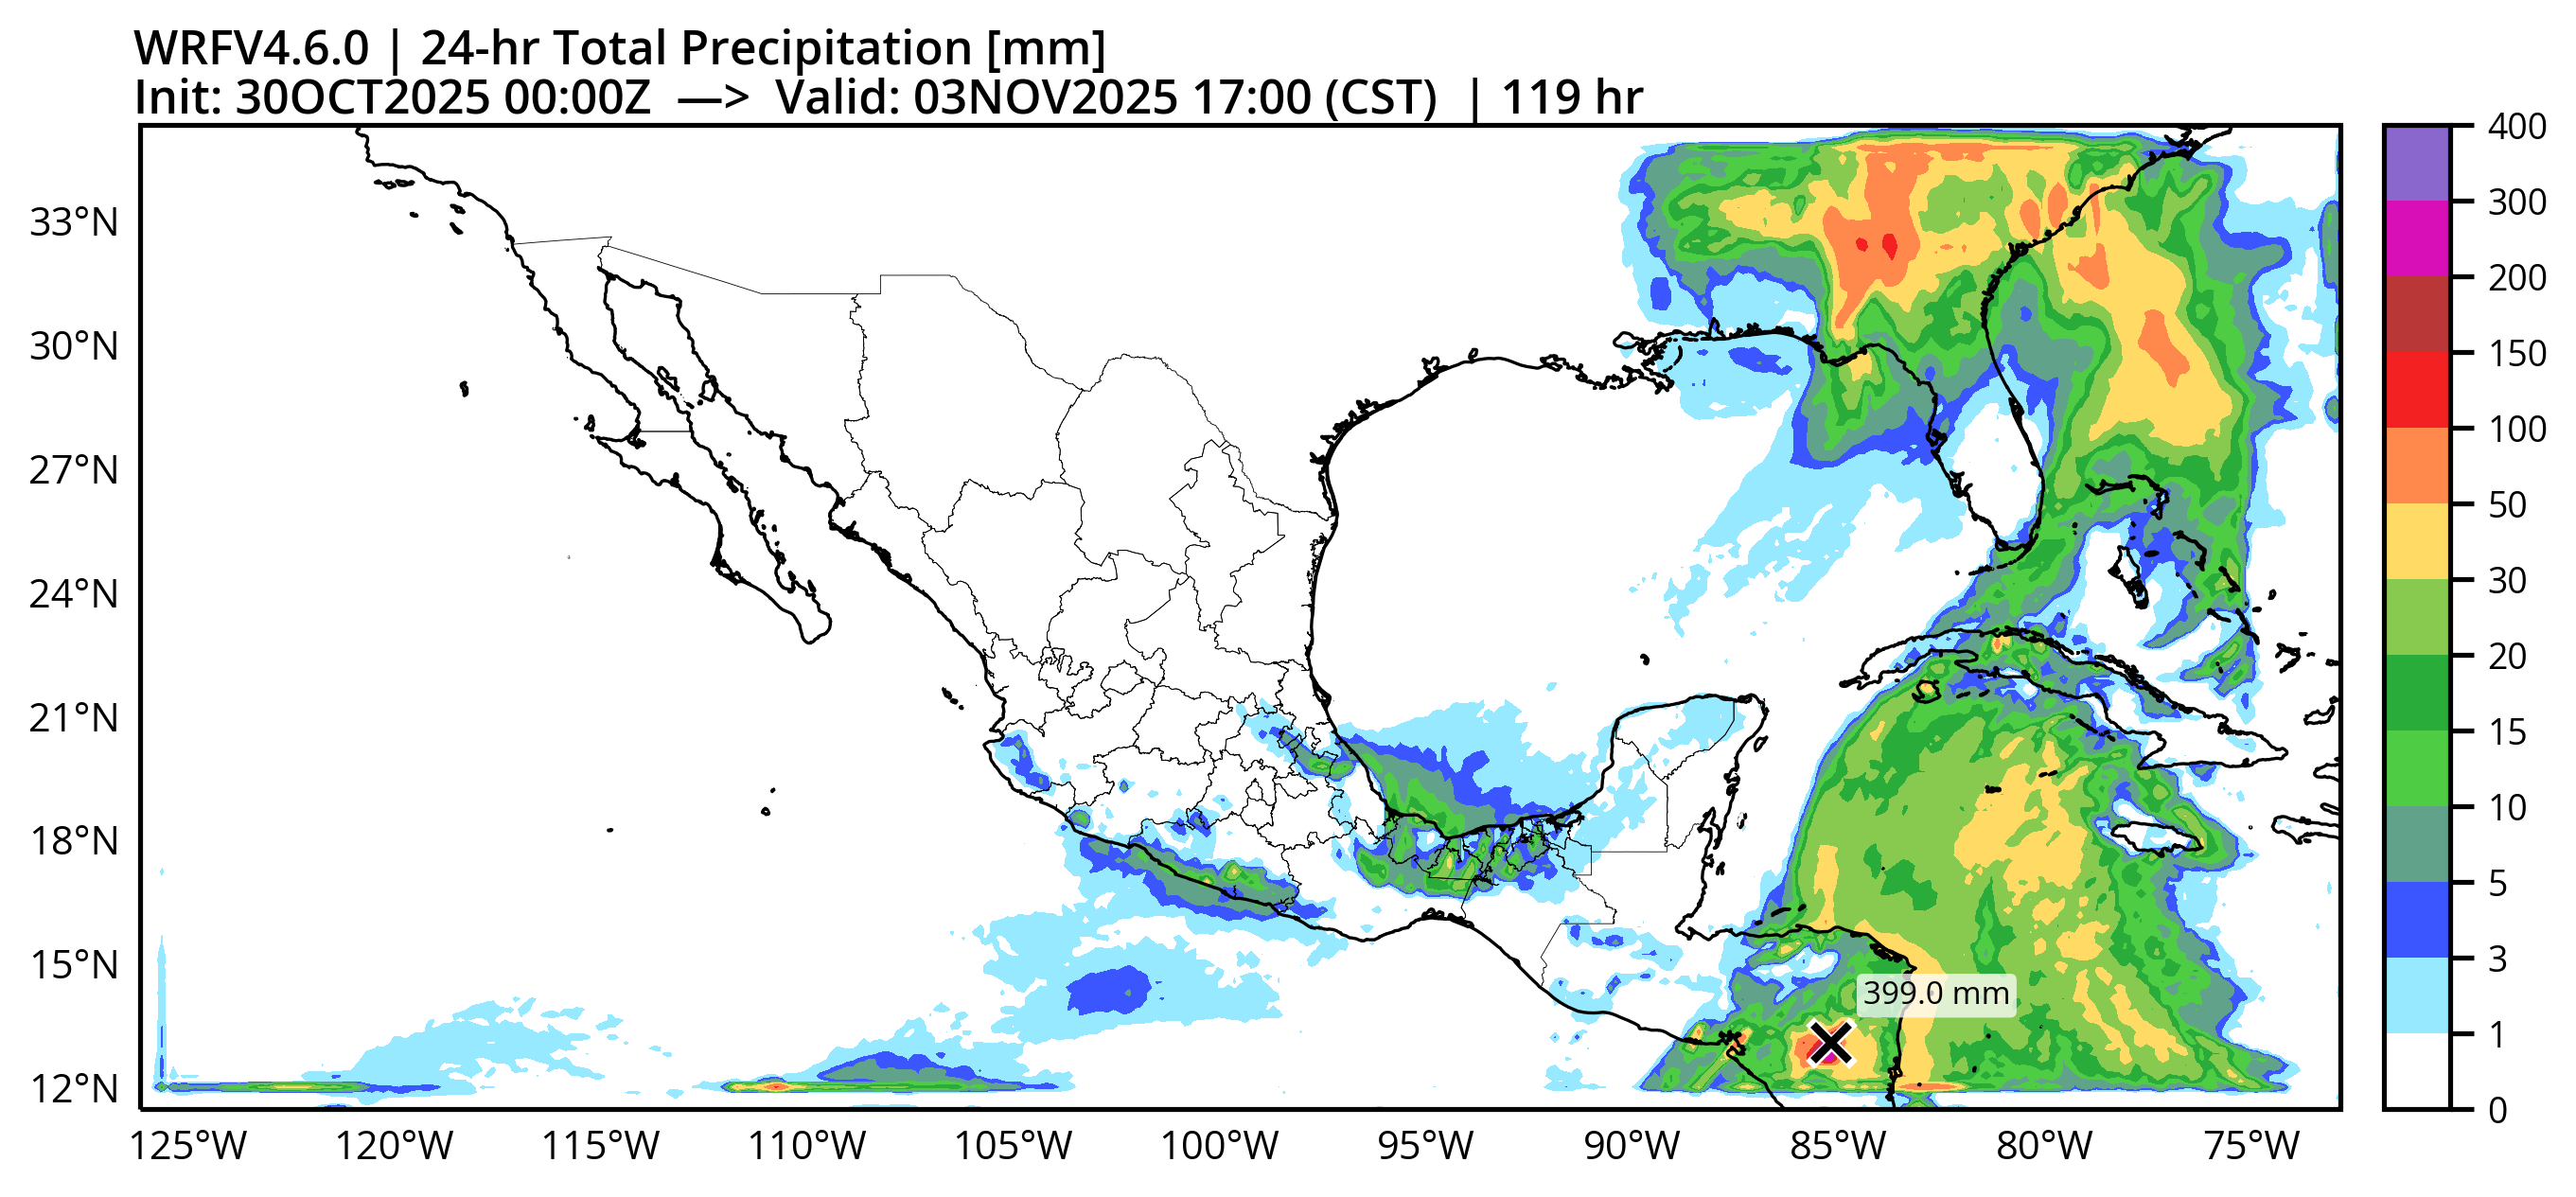 WRFV4.6.0 | 24-hr Total Precipitation [mm]
Init: 30OCT2025 00:00Z —> Valid: 03NOV2025 17:00 (CST) | 119 hr
33°N
30°N
27°N
24°N
21°N
18°N
15°N
12°N
125°W 120°W 115°W 110°W 105°W 100°W 95°W 90°W 85°W 80°W 75°W
399.0 mm
400
300
200
150
100
50
30
20
15
10
5
3
1
0